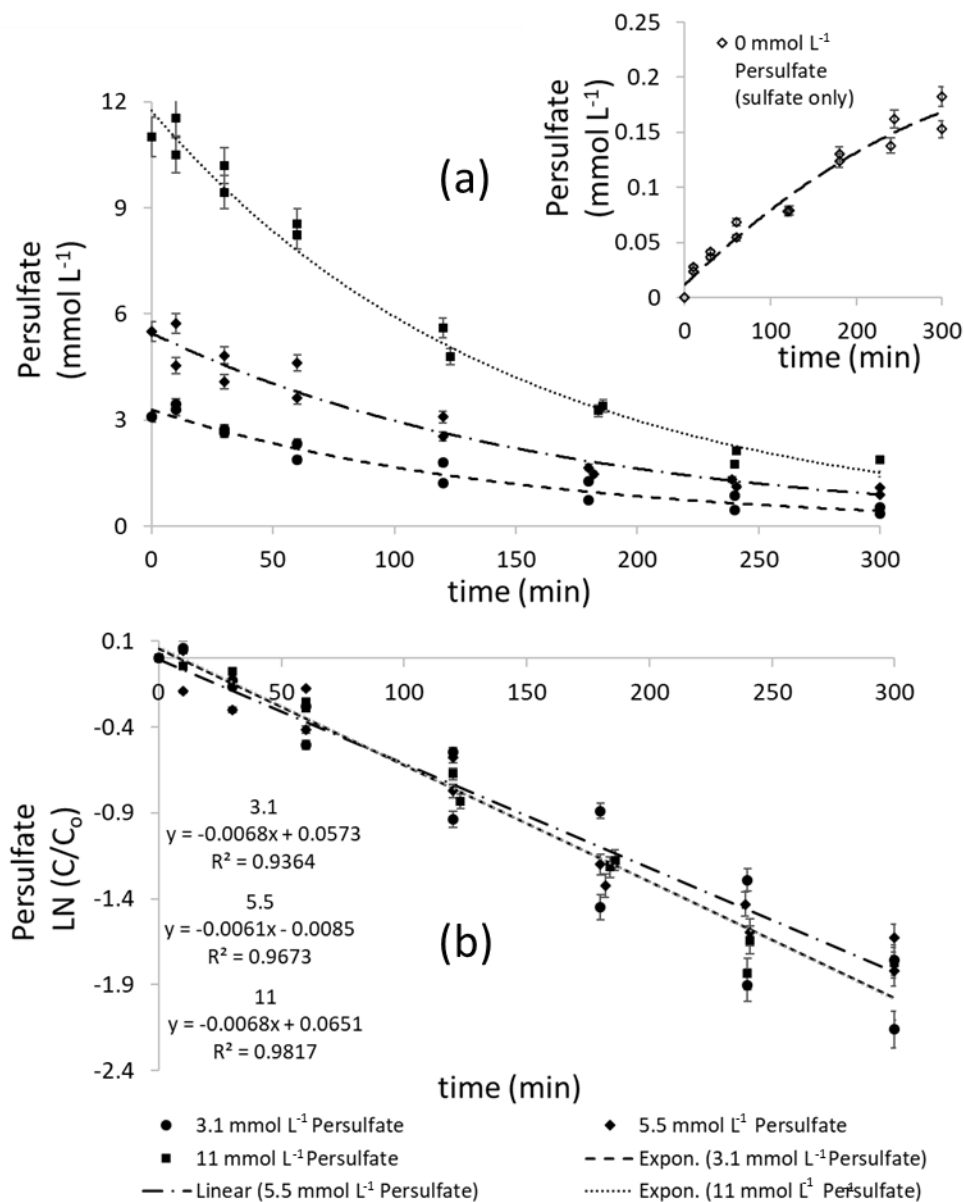 0.25
0.2
0.15
0.1
0.05
0
Persulfate
(mmol L⁻¹)
0 mmol L⁻¹
Persulfate
(sulfate only)
0 100 200 300
time (min)
12
9
6
3
0
Persulfate
(mmol L⁻¹)
(a)
0 50 100 150 200 250 300
time (min)
0.1
-0.4
-0.9
-1.4
-1.9
-2.4
Persulfate
LN (C/Cₒ)
0 50 100 150 200 250 300
3.1
y = -0.0068x + 0.0573
R² = 0.9364
5.5
y = -0.0061x - 0.0085
R² = 0.9673
11
y = -0.0068x + 0.0651
R² = 0.9817
(b)
time (min)
3.1 mmol L⁻¹ Persulfate
5.5 mmol L⁻¹ Persulfate
11 mmol L⁻¹ Persulfate
Expon. (3.1 mmol L⁻¹Persulfate)
Linear (5.5 mmol L⁻¹ Persulfate)
Expon. (11 mmol L⁻¹ Persulfate)